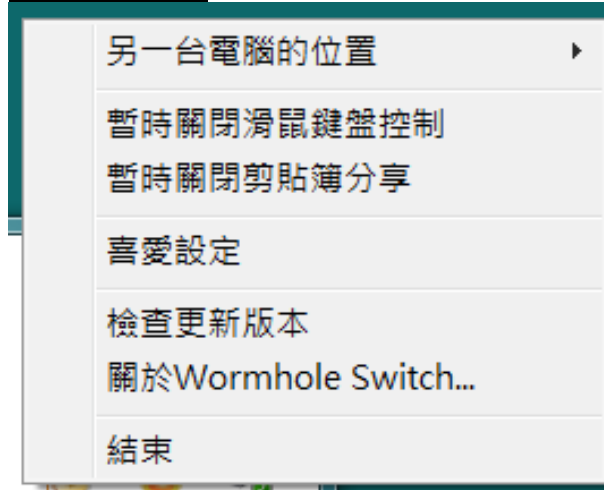 另一台電腦的位置
暫時關閉滑鼠鍵盤控制
暫時關閉剪貼簿分享
喜愛設定
檢查更新版本
關於Wormhole Switch...
結束